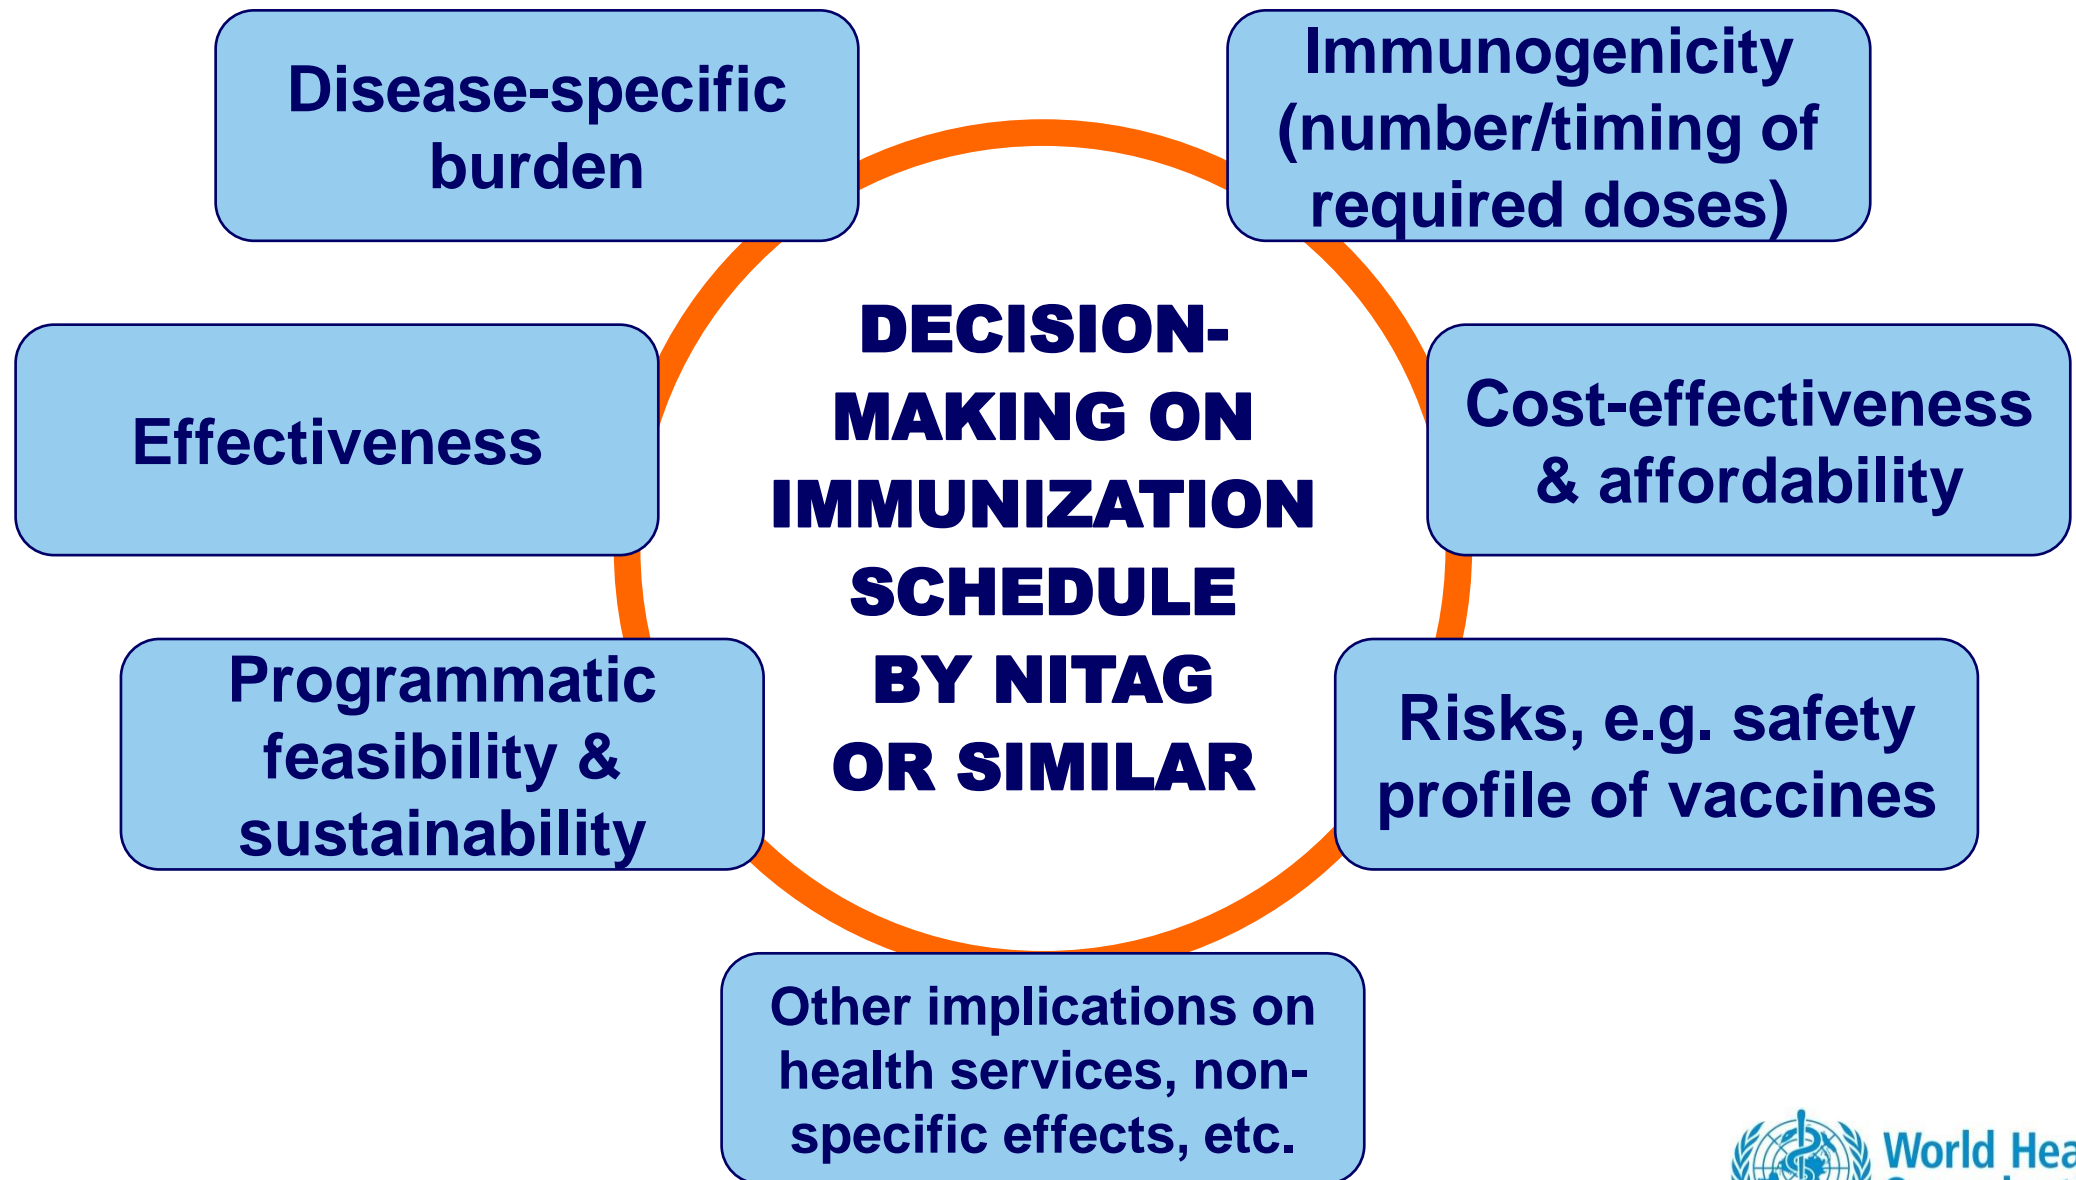 Disease-specific
burden
Immunogenicity
(number/timing of
required doses)
DECISION-
MAKING ON
IMMUNIZATION
SCHEDULE
BY NITAG
OR SIMILAR
Effectiveness
Cost-effectiveness
& affordability
Programmatic
feasibility &
sustainability
Risks, e.g. safety
profile of vaccines
Other implications on
health services, non-
specific effects, etc.
World Hea